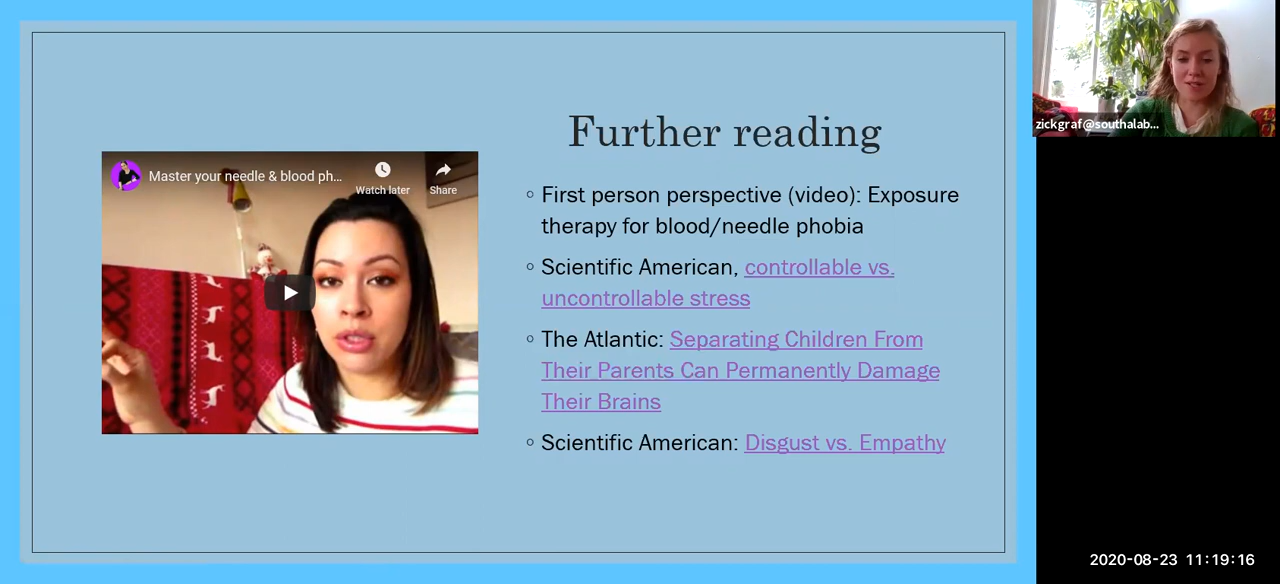 Further reading
Master your needle & blood ph...
Watch later
Share
◦ First person perspective (video): Exposure
therapy for blood/needle phobia
◦ Scientific American, controllable vs.
uncontrollable stress
◦ The Atlantic: Separating Children From
Their Parents Can Permanently Damage
Their Brains
◦ Scientific American: Disgust vs. Empathy
zickgraf@southalab...
2020-08-23 11:19:16